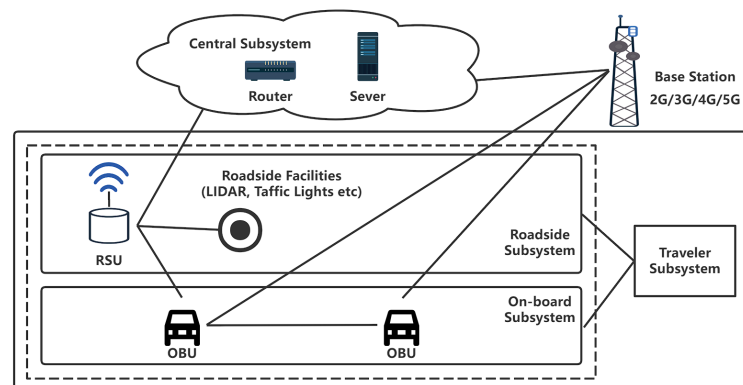 Central Subsystem
Router
Sever
Base Station
2G/3G/4G/5G
Roadside Facilities
(LIDAR, Taffic Lights etc)
RSU
Roadside
Subsystem
Traveler
Subsystem
On-board
Subsystem
OBU
OBU